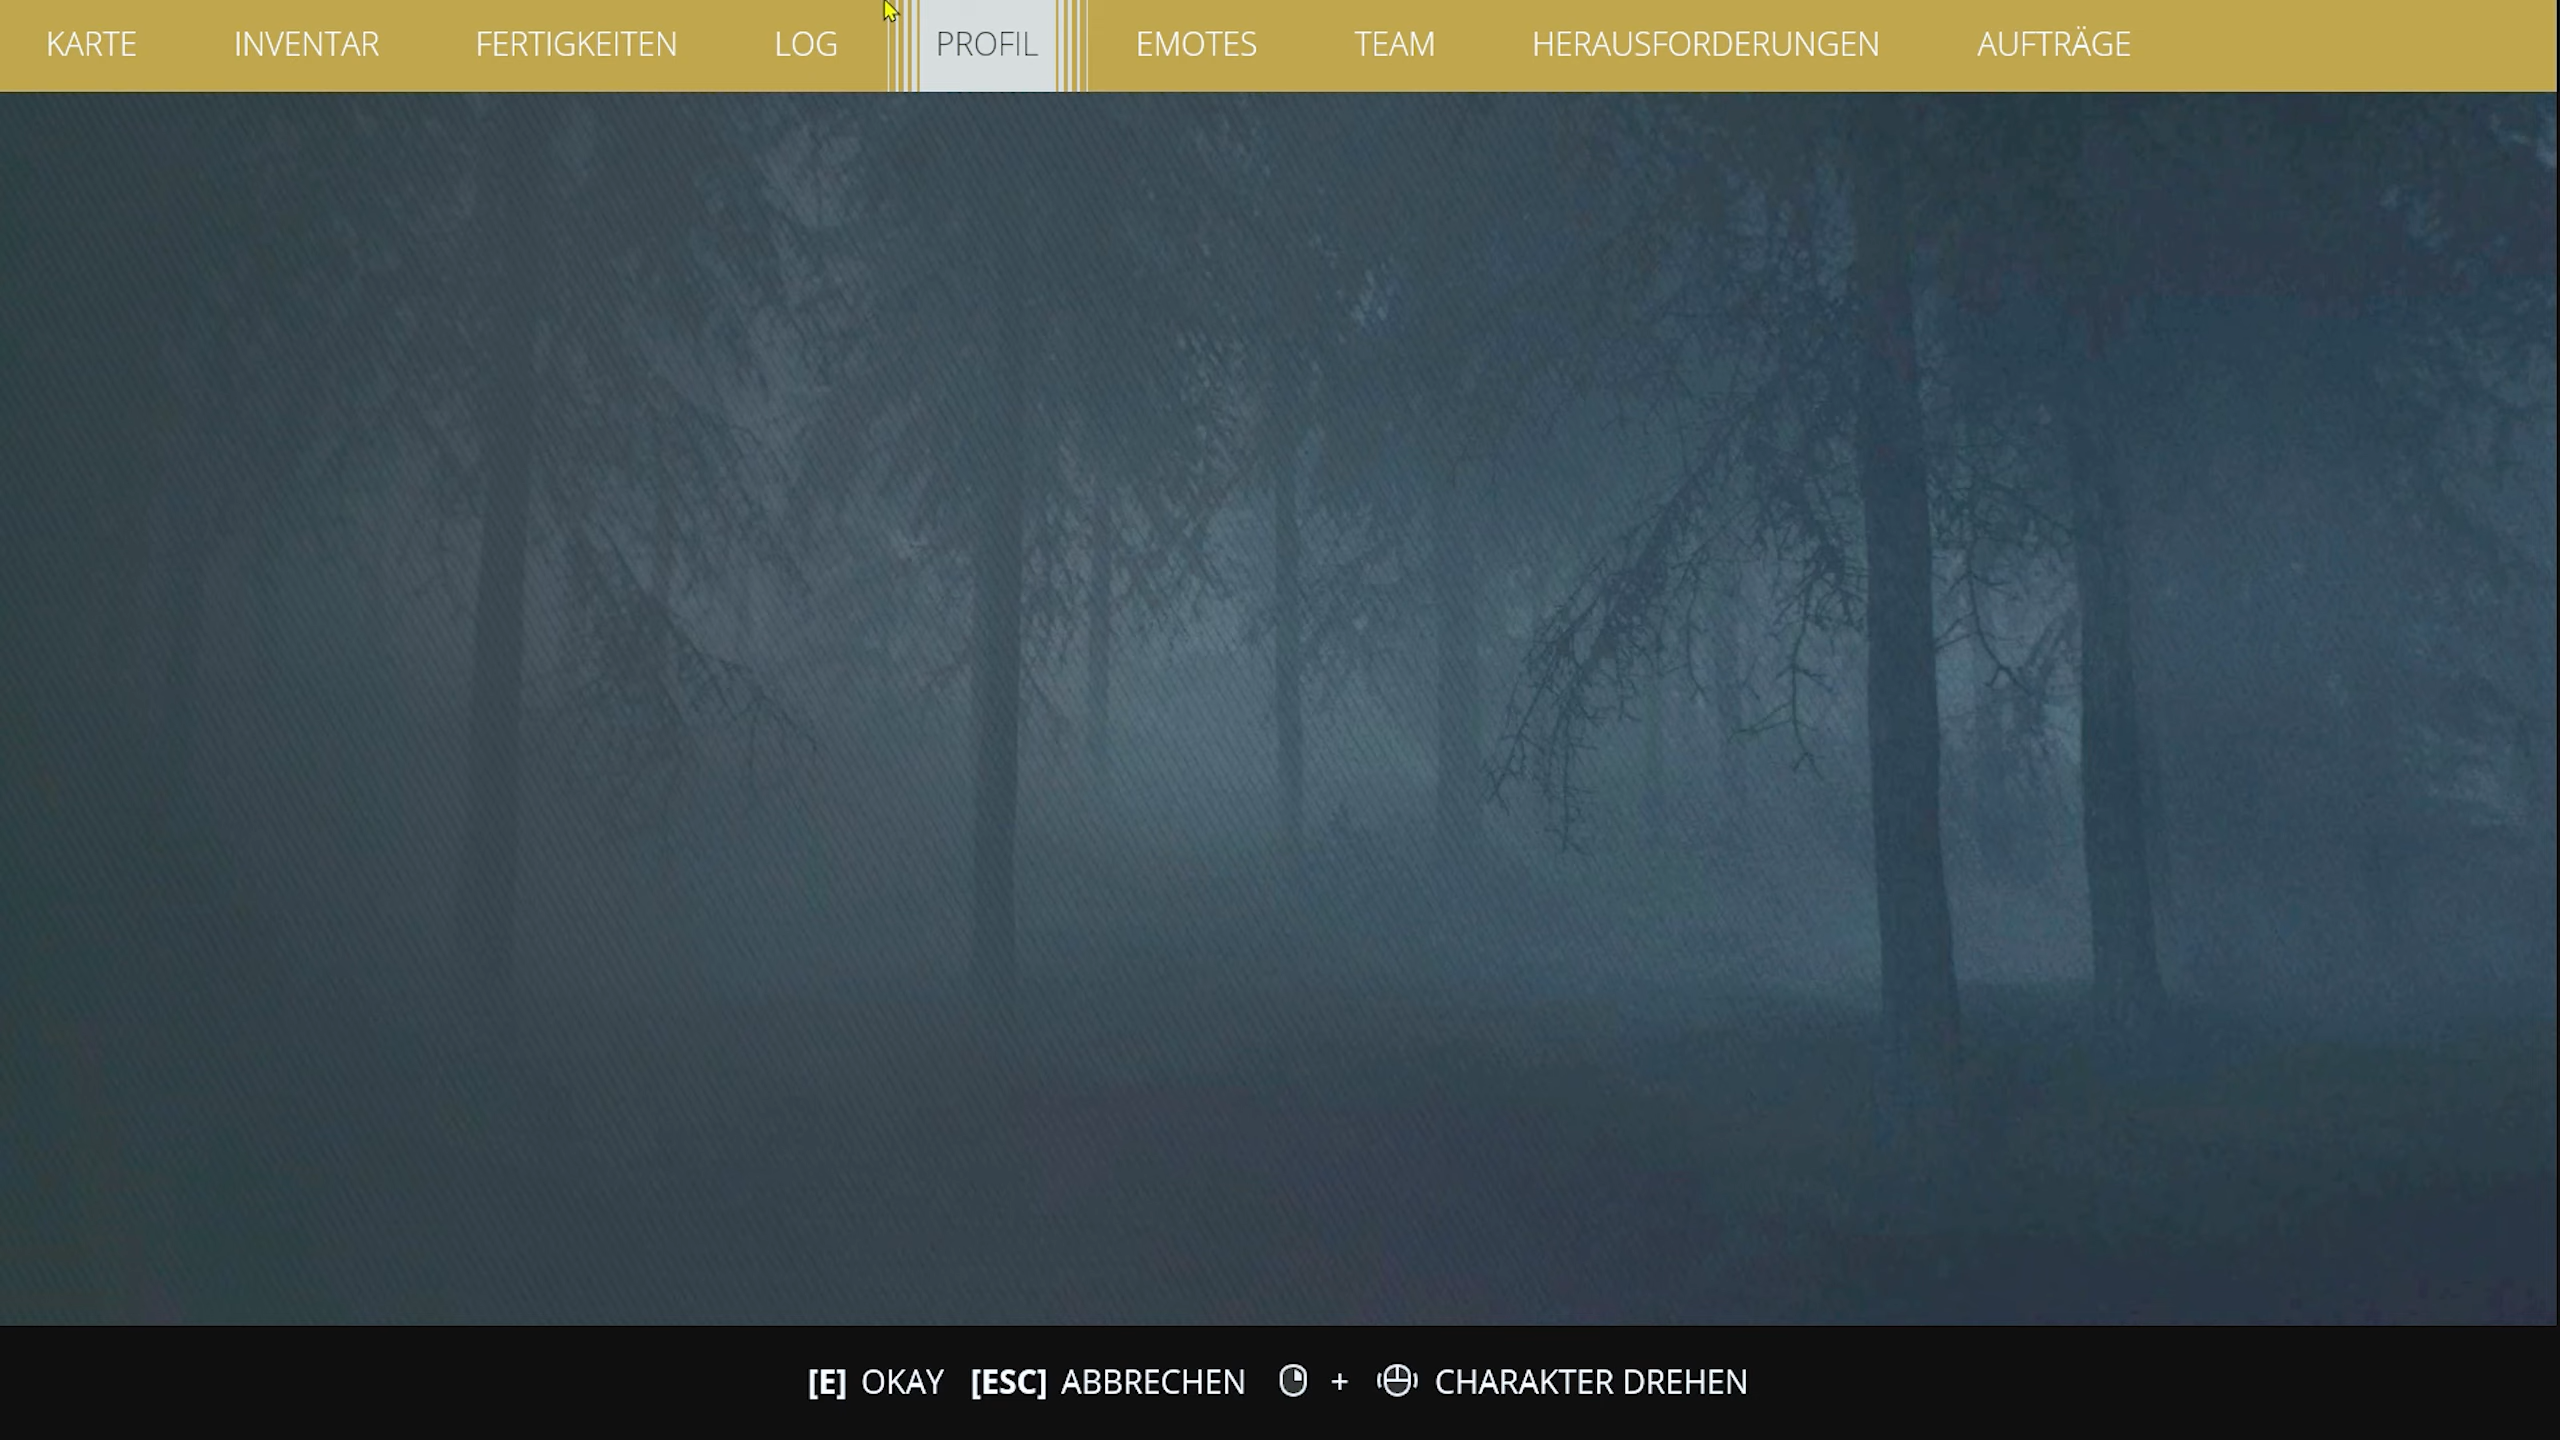 KARTE INVENTAR FERTIGKEITEN LOG PROFIL EMOTES TEAM HERAUSFORDERUNGEN AUFTRÄGE
[E] OKAY [ESC] ABBRECHEN + CHARAKTER DREHEN